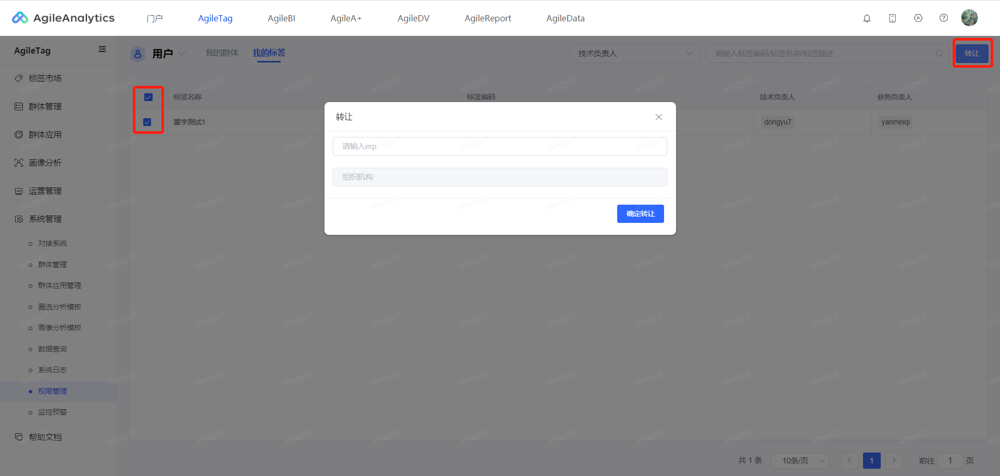 AgileAnalytics
门户
AgileTag
AgileBI
AgileA+
AgileDV
AgileReport
AgileData
AgileTag
用户
我的群体
我的标签
技术负责人
请输入标签编码/标签名称/标签描述
转让
标签市场
群体管理
群体应用
画像分析
运营管理
系统管理
对接系统
群体管理
群体应用管理
圈选分析模板
画像分析模板
数据查询
系统日志
权限管理
监控预警
帮助文档
标签名称
标签编码
技术负责人
业务负责人
董宇测试1
dongyu7
yanmeiqi
转让
请输入erp
组织机构
确定转让
dongyu7
共 1 条
10条/页
1
前往
1
页